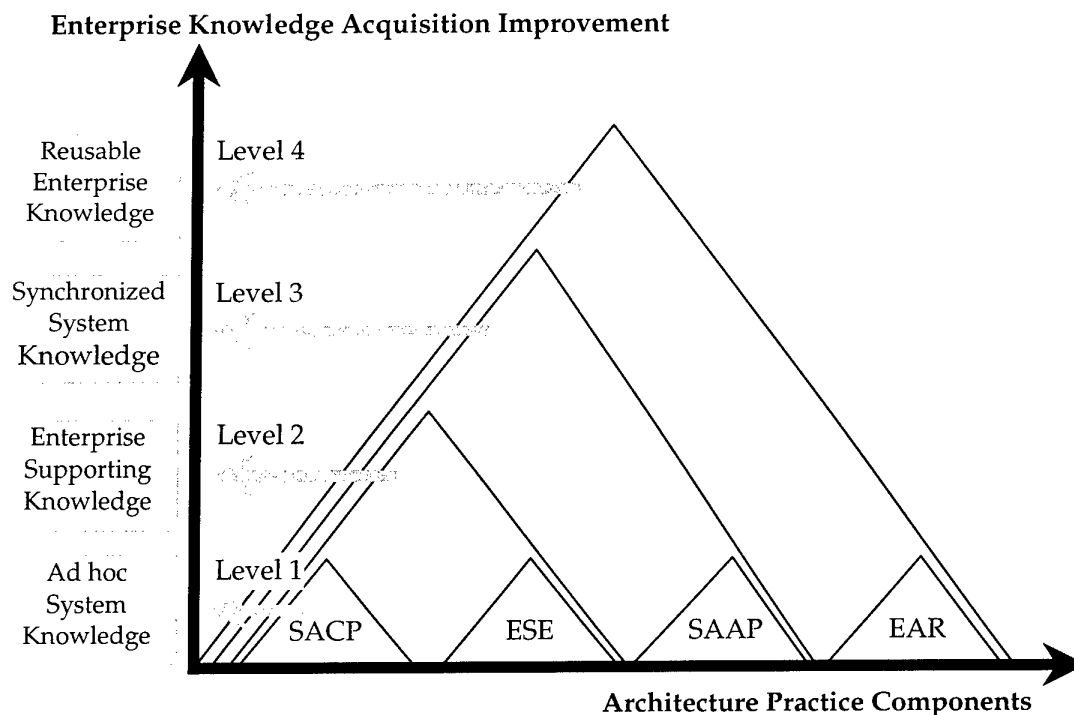 Enterprise Knowledge Acquisition Improvement
Reusable
Enterprise
Knowledge
Level 4
Synchronized
System
Knowledge
Level 3
Enterprise
Supporting
Knowledge
Level 2
Ad hoc
System
Knowledge
Level 1
SACP
ESE
SAAP
EAR
Architecture Practice Components